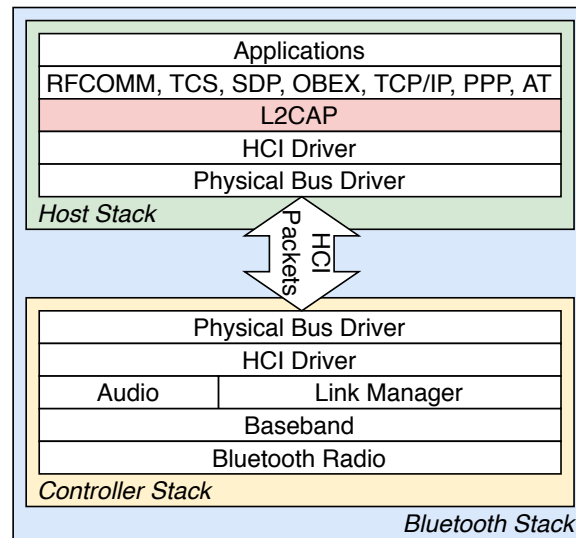 Applications
RFCOMM, TCS, SDP, OBEX, TCP/IP, PPP, AT
L2CAP
HCI Driver
Physical Bus Driver
Host Stack
HCI
Packets
Physical Bus Driver
HCI Driver
Audio
Link Manager
Baseband
Bluetooth Radio
Controller Stack
Bluetooth Stack